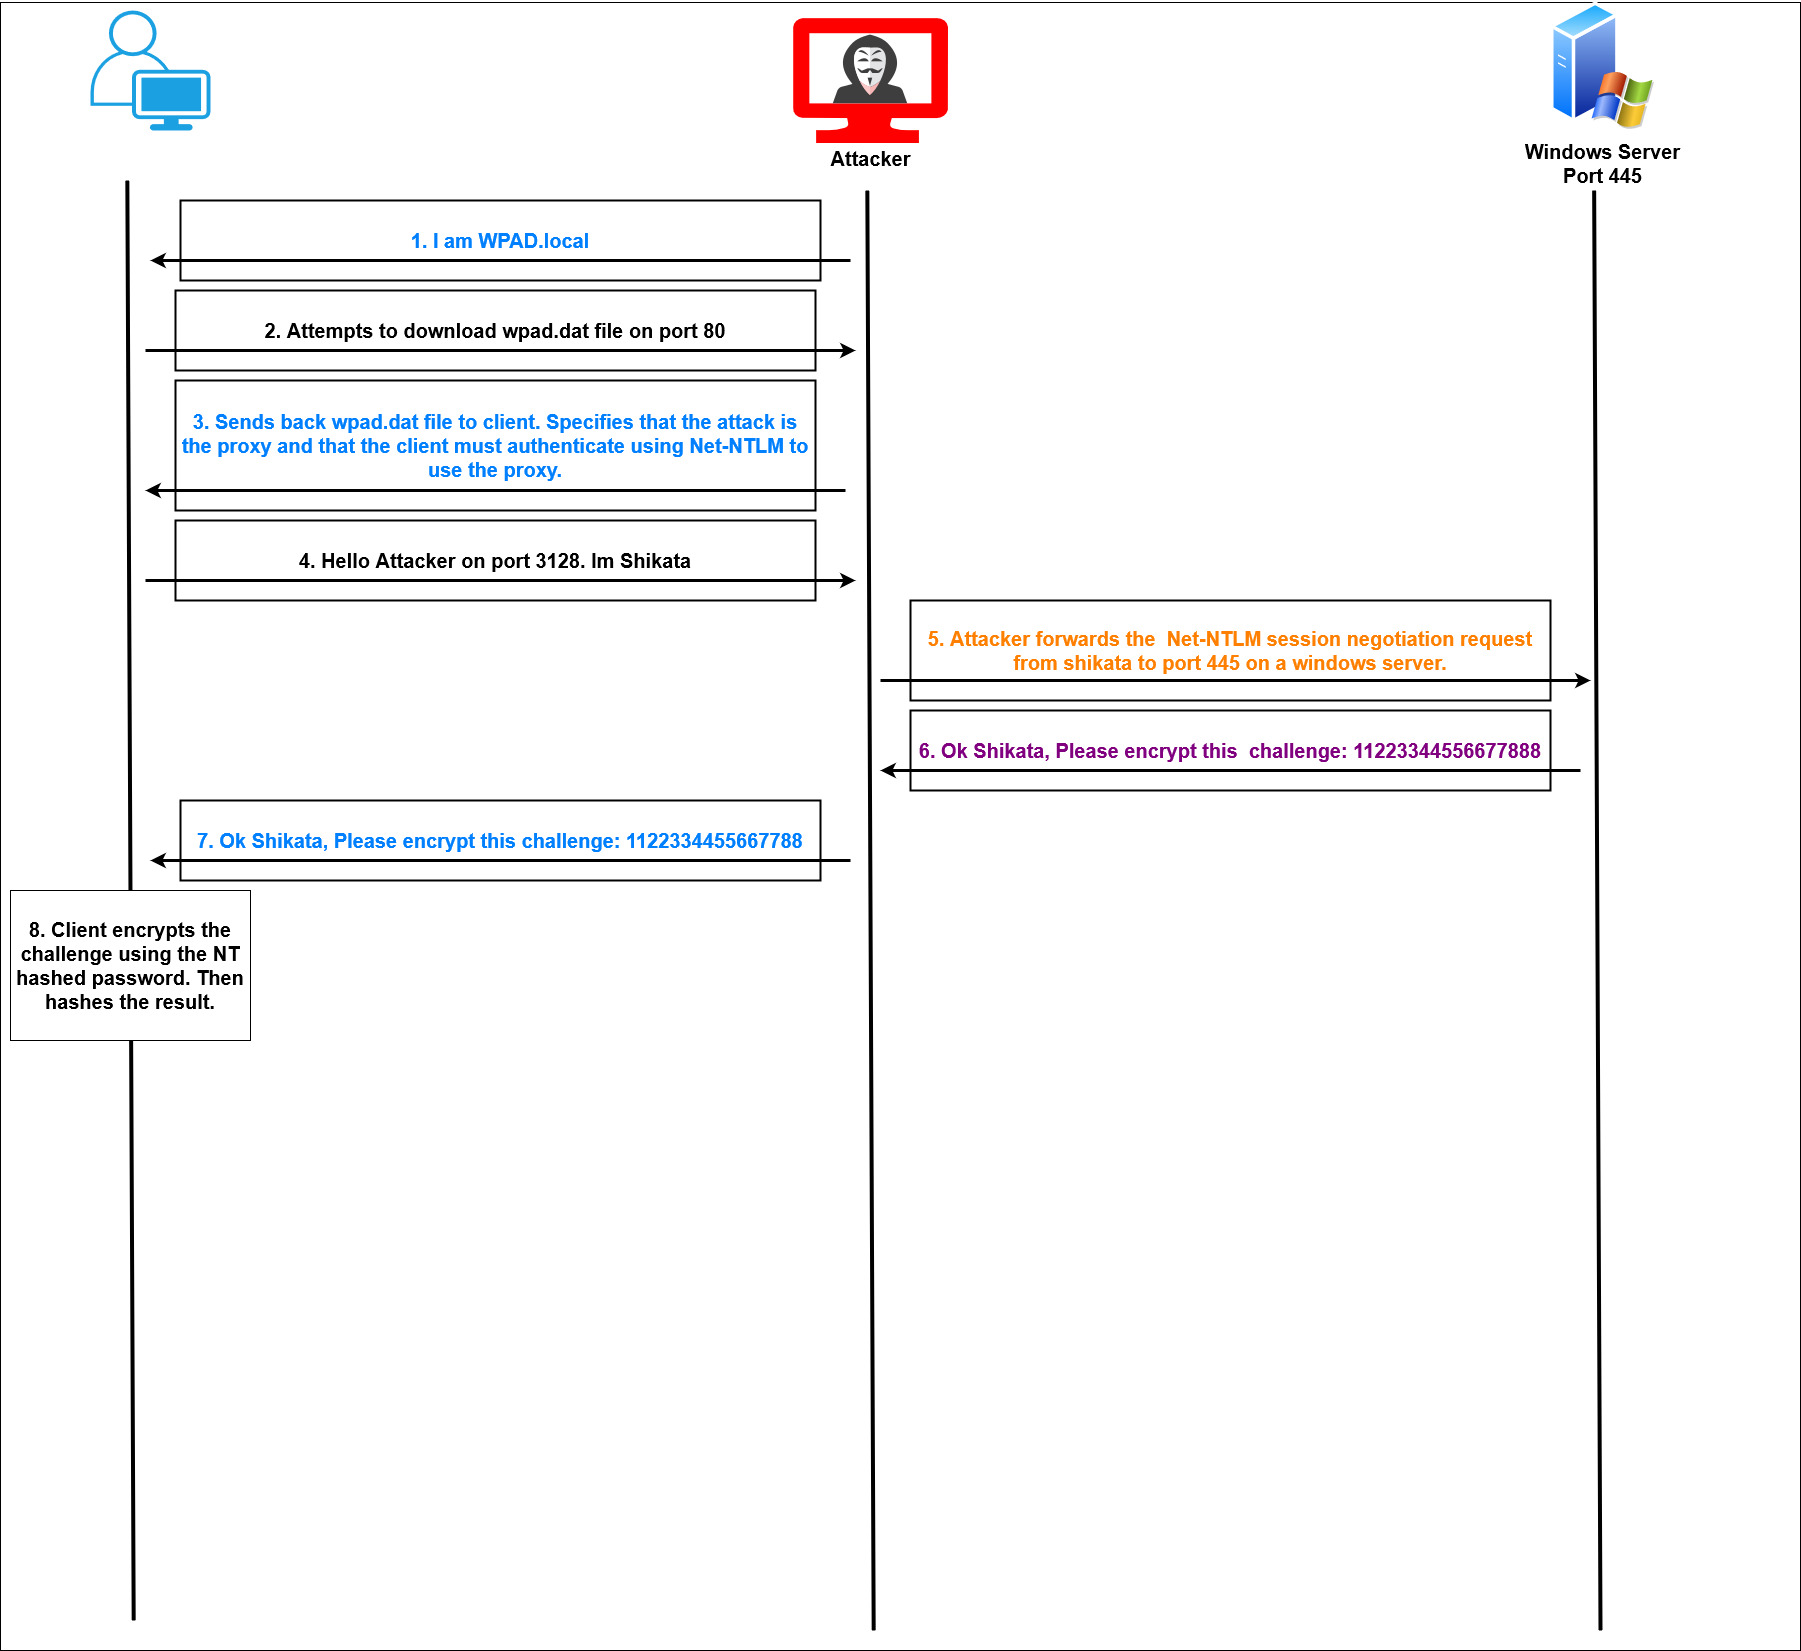 Attacker
Windows Server
Port 445
1. I am WPAD.local
2. Attempts to download wpad.dat file on port 80
3. Sends back wpad.dat file to client. Specifies that the attack is
the proxy and that the client must authenticate using Net-NTLM to
use the proxy.
4. Hello Attacker on port 3128. Im Shikata
5. Attacker forwards the  Net-NTLM session negotiation request
from shikata to port 445 on a windows server.
6. Ok Shikata, Please encrypt this  challenge: 11223344556677888
7. Ok Shikata, Please encrypt this challenge: 1122334455667788
8. Client encrypts the
challenge using the NT
hashed password. Then
hashes the result.